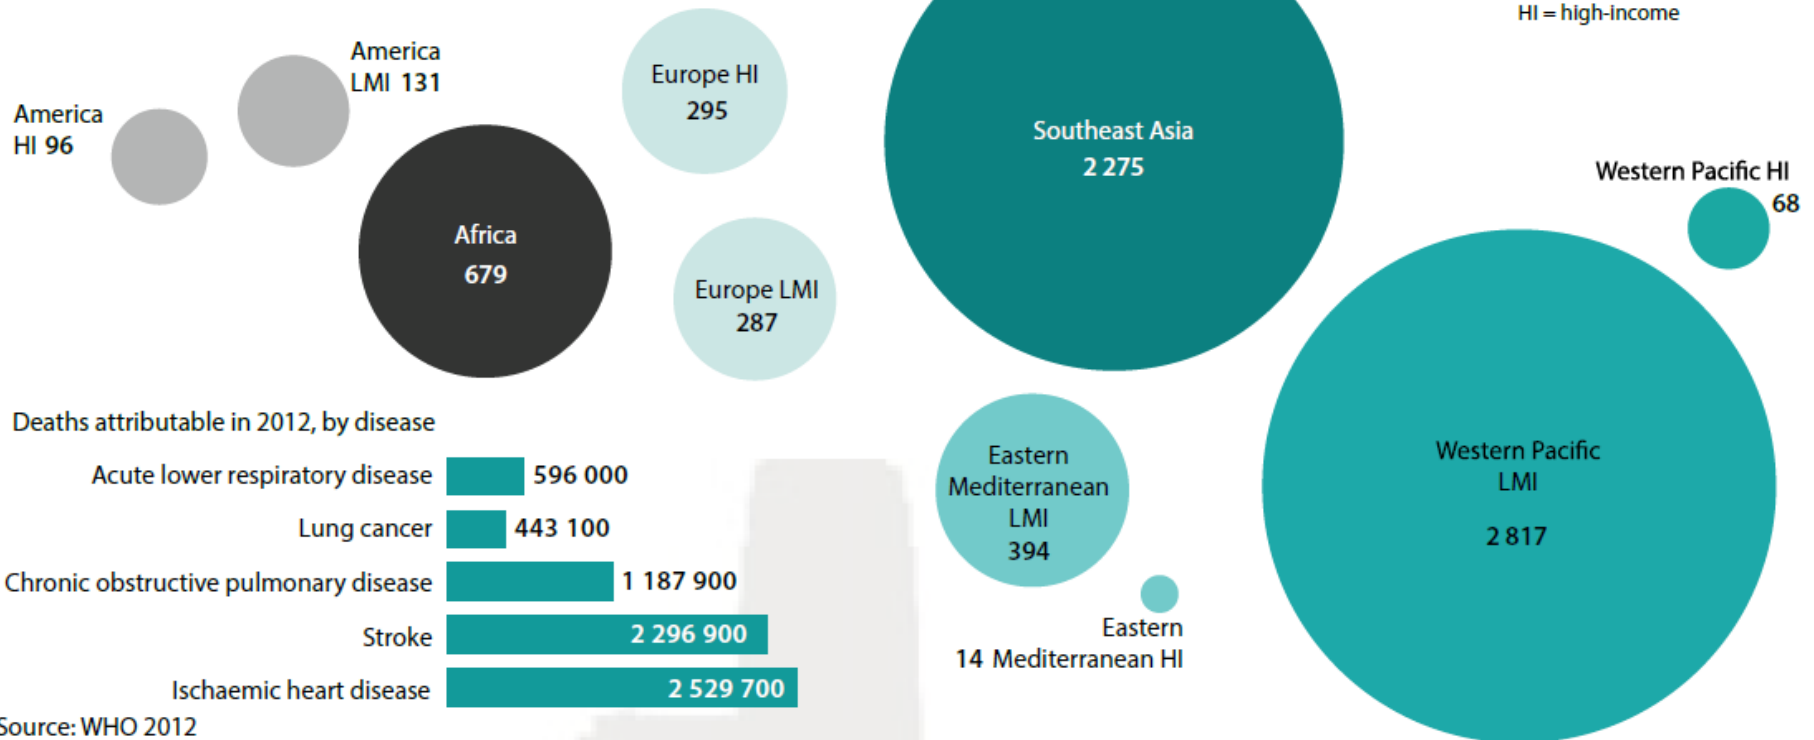 HI = high-income
America
LMI 131
America
HI 96
Europe HI
295
Southeast Asia
2 275
Western Pacific HI
68
Africa
679
Europe LMI
287
Deaths attributable in 2012, by disease
Acute lower respiratory disease 596 000
Lung cancer 443 100
Chronic obstructive pulmonary disease 1 187 900
Stroke 2 296 900
Ischaemic heart disease 2 529 700
Eastern
Mediterranean
LMI
394
Eastern
14 Mediterranean HI
Western Pacific
LMI
2 817
Source: WHO 2012